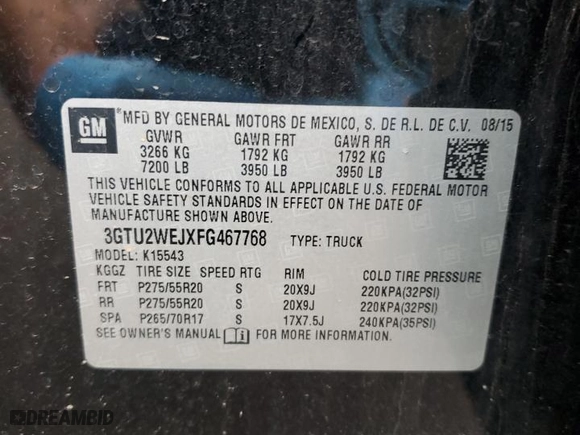 GM
MFD BY GENERAL MOTORS DE MEXICO, S. DE R.L. DE C.V. 08/15
GVWR GAWR FRT GAWR RR
3266 KG 1792 KG 1792 KG
7200 LB 3950 LB 3950 LB
THIS VEHICLE CONFORMS TO ALL APPLICABLE U.S. FEDERAL MOTOR
VEHICLE SAFETY STANDARDS IN EFFECT ON THE DATE OF
MANUFACTURE SHOWN ABOVE.
3GTU2WEJXFG467768 TYPE: TRUCK
MODEL: K15543
KGGZ TIRE SIZE SPEED RTG RIM COLD TIRE PRESSURE
FRT P275/55R20 S 20X9J 220KPA(32PSI)
RR P275/55R20 S 20X9J 220KPA(32PSI)
SPA P265/70R17 S 17X7.5J 240KPA(35PSI)
SEE OWNER'S MANUAL FOR MORE INFORMATION.
DREAMBID